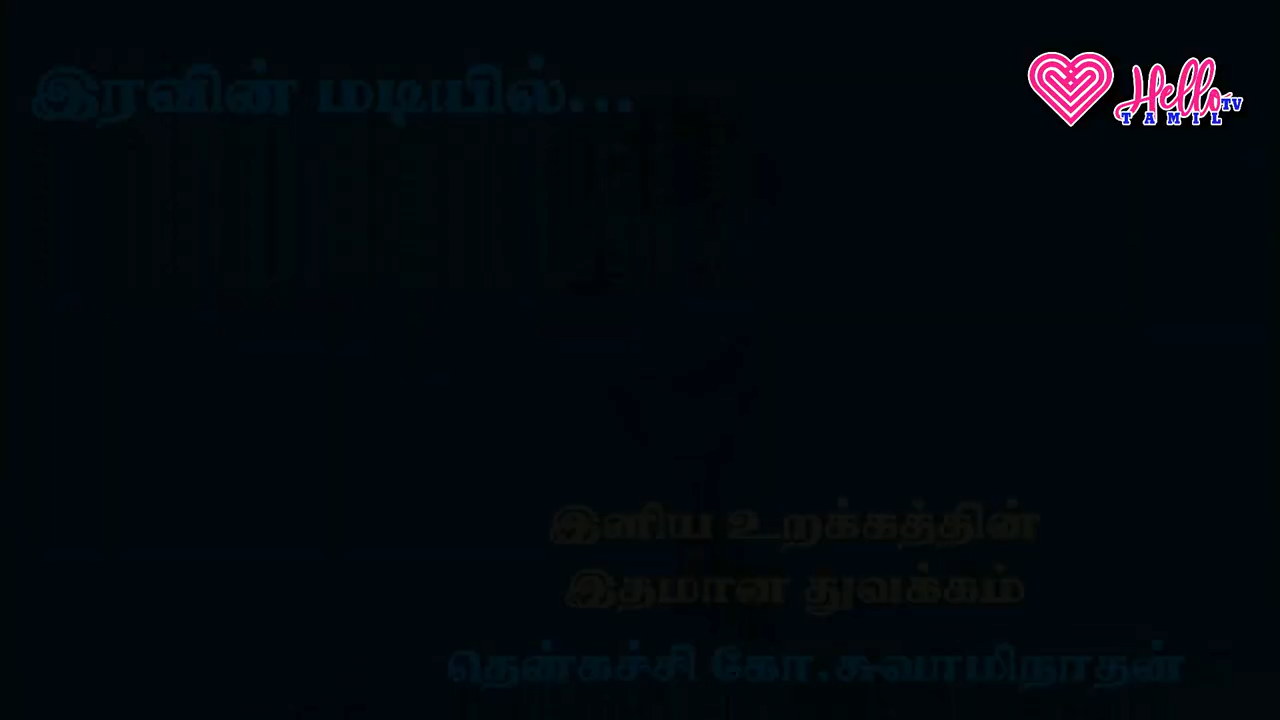 இரவின் மடியில்...
Hello TV
TAMIL
இனிய உறக்கத்தின்
இதமான துவக்கம்
தென்கச்சி கோ.சுவாமிநாதன்